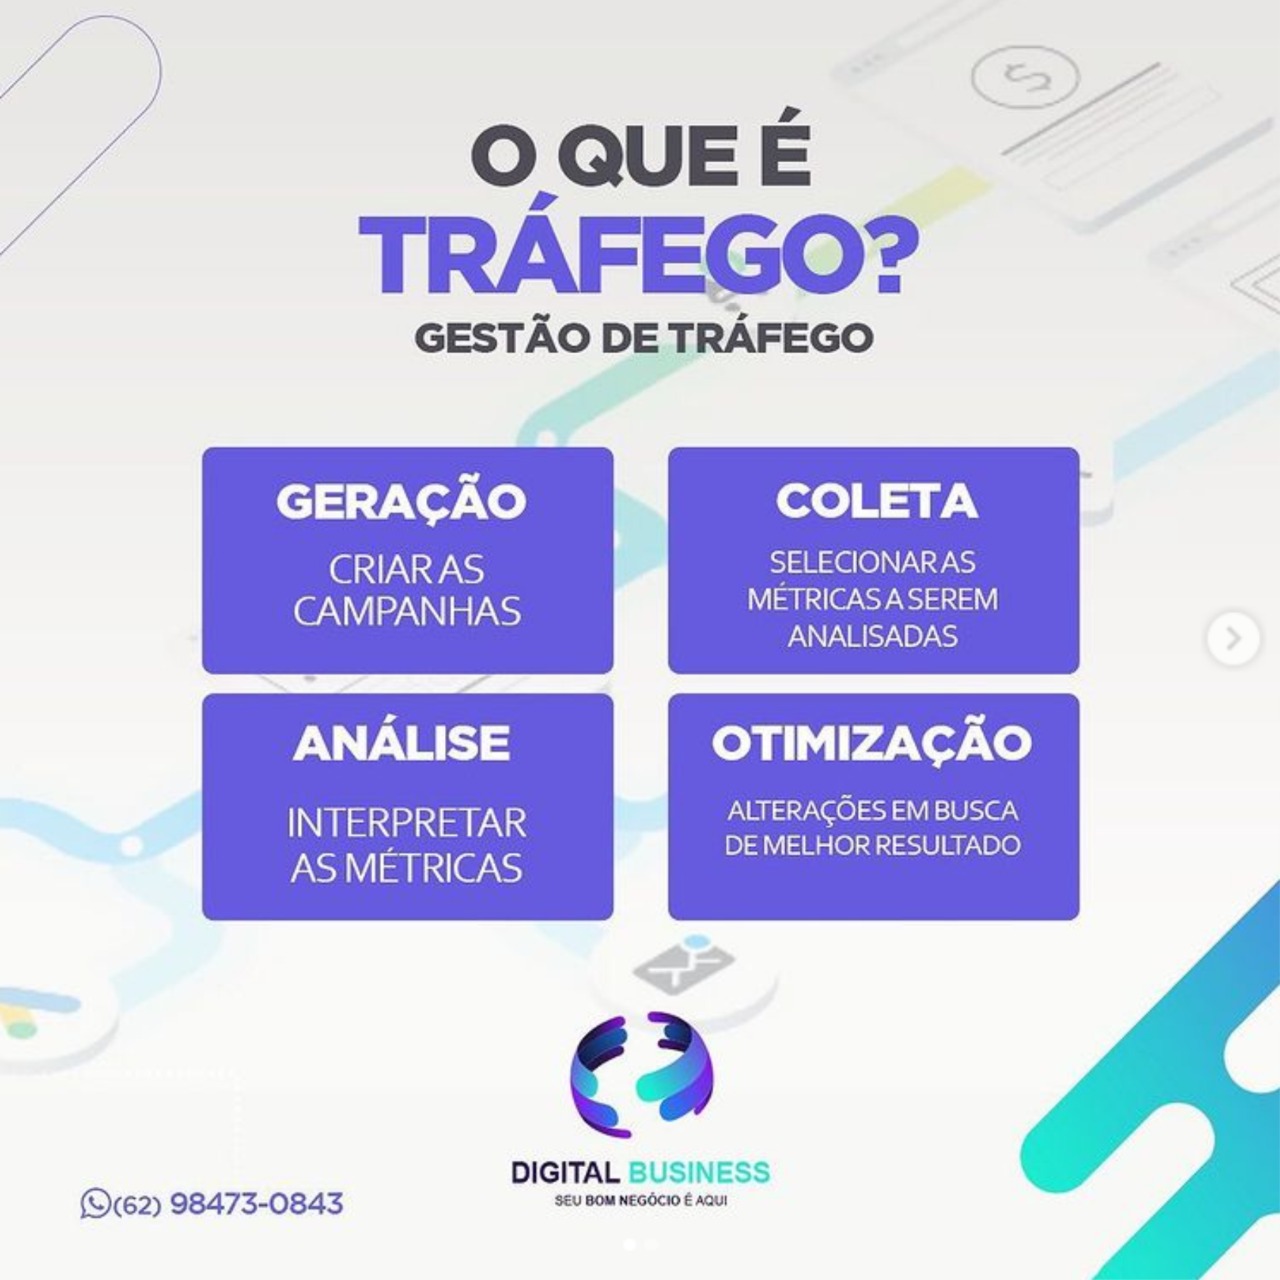 O QUE É
TRÁFEGO?
GESTÃO DE TRÁFEGO
GERAÇÃO
CRIAR AS
CAMPANHAS
COLETA
SELECIONAR AS
MÉTRICAS A SEREM
ANALISADAS
ANÁLISE
INTERPRETAR
AS MÉTRICAS
OTIMIZAÇÃO
ALTERAÇÕES EM BUSCA
DE MELHOR RESULTADO
DIGITAL BUSINESS
SEU BOM NEGÓCIO É AQUI
(62) 98473-0843